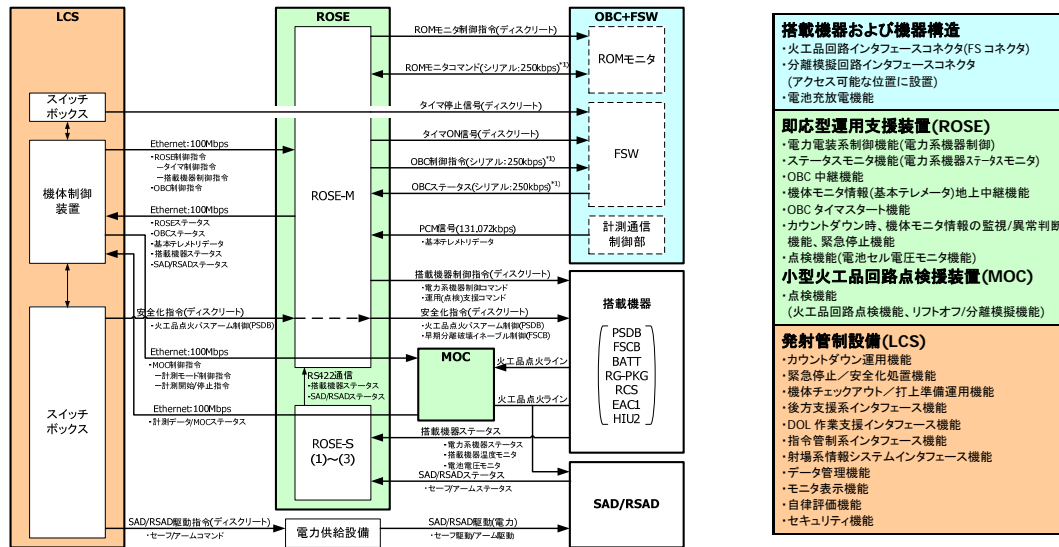 LCS
ROSE
OBC+FSW
スイッチ
ボックス
機体制御
装置
スイッチ
ボックス
ROSE-M
ROSE-S
(1)～(3)
MOC
電力供給設備
ROMモニタ
FSW
計測通信
制御部
搭載機器
PSDB
FSCB
BATT
RG-PKG
RCS
EAC1
HIU2
SAD/RSAD
ROMモニタ制御指令(ディスクリート)
ROMモニタコマンド(シリアル:250kbps)*1)
タイマ停止信号(ディスクリート)
タイマON信号(ディスクリート)
OBC制御指令(シリアル:250kbps)*1)
OBCステータス(シリアル:250kbps)*1)
PCM信号(131,072kbps)
・基本テレメリデータ
搭載機器制御指令(ディスクリート)
・電力系機器制御コマンド
・運用(点検)支援コマンド
安全化指令(ディスクリート)
・火工品点火パスアーム制御(PSDB)
・早期分離破壊イネーブル制御(FSCB)
火工品点火ライン
火工品点火ライン
搭載機器ステータス
・電力系機器ステータス
・搭載機器温度モニタ
・電池電圧モニタ
SAD/RSADステータス
・セーフ/アームステータス
SAD/RSAD駆動(電力)
・セーフ駆動/アーム駆動
Ethernet:100Mbps
・ROSE制御指令
－タイマ制御指令
－搭載機器制御指令
・OBC制御指令
Ethernet:100Mbps
・ROSEステータス
・OBCステータス
・基本テレメトリデータ
・搭載機器ステータス
・SAD/RSADステータス
安全化指令(ディスクリート)
・火工品点火パスアーム制御(PSDB)
Ethernet:100Mbps
・MOC制御指令
－計測モード制御指令
－計測開始/停止指令
Ethernet:100Mbps
・計測データ/MOCステータス
RS422通信
・搭載機器ステータス
・SAD/RSADステータス
SAD/RSAD駆動指令(ディスクリート)
・セーフ/アームコマンド
搭載機器および機器構造
・火工品回路インタフェースコネクタ(FSコネクタ)
・分離模擬回路インタフェースコネクタ
(アクセス可能な位置に設置)
・電池充放電機能
即応型運用支援装置(ROSE)
・電力電装系制御機能(電力系機器制御)
・ステータスモニタ機能(電力系機器ステータスモニタ)
・OBC 中継機能
・機体モニタ情報(基本テレメータ)地上中継機能
・OBC タイマスタート機能
・カウントダウン時、機体モニタ情報の監視/異常判断
機能、緊急停止機能
・点検機能(電池セル電圧モニタ機能)
小型火工品回路点検援装置(MOC)
・点検機能
(火工品回路点検機能、リフトオフ/分離模擬機能)
発射管制設備(LCS)
・カウントダウン運用機能
・緊急停止／安全化処置機能
・機体チェックアウト／打上準備運用機能
・後方支援系インタフェース機能
・DOL 作業支援インタフェース機能
・指令管制系インタフェース機能
・射場系情報システムインタフェース機能
・データ管理機能
・モニタ表示機能
・自律評価機能
・セキュリティ機能